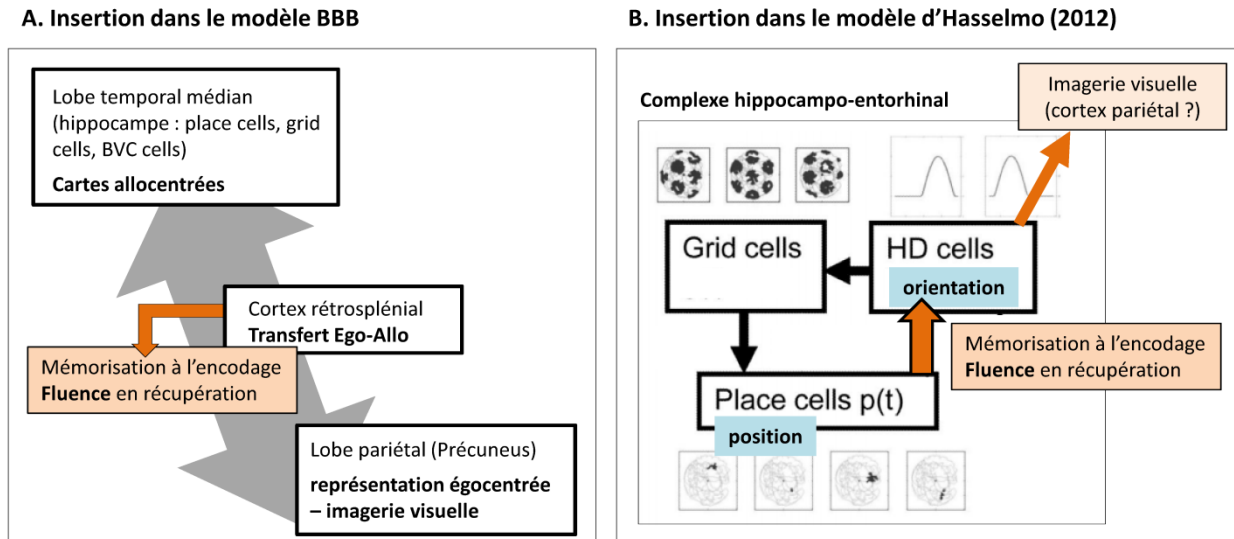 A. Insertion dans le modèle BBB
Lobe temporal médian
(hippocampe : place cells, grid
cells, BVC cells)
Cartes allocentrées
Cortex rétrosplénial
Transfert Ego-Allo
Mémorisation à l'encodage
Fluence en récupération
Lobe pariétal (Précuneus)
représentation égocentrée
– imagerie visuelle
B. Insertion dans le modèle d'Hasselmo (2012)
Imagerie visuelle
(cortex pariétal ?)
Complexe hippocampo-entorhinal
Grid cells
HD cells
orientation
Mémorisation à l'encodage
Fluence en récupération
Place cells p(t)
position